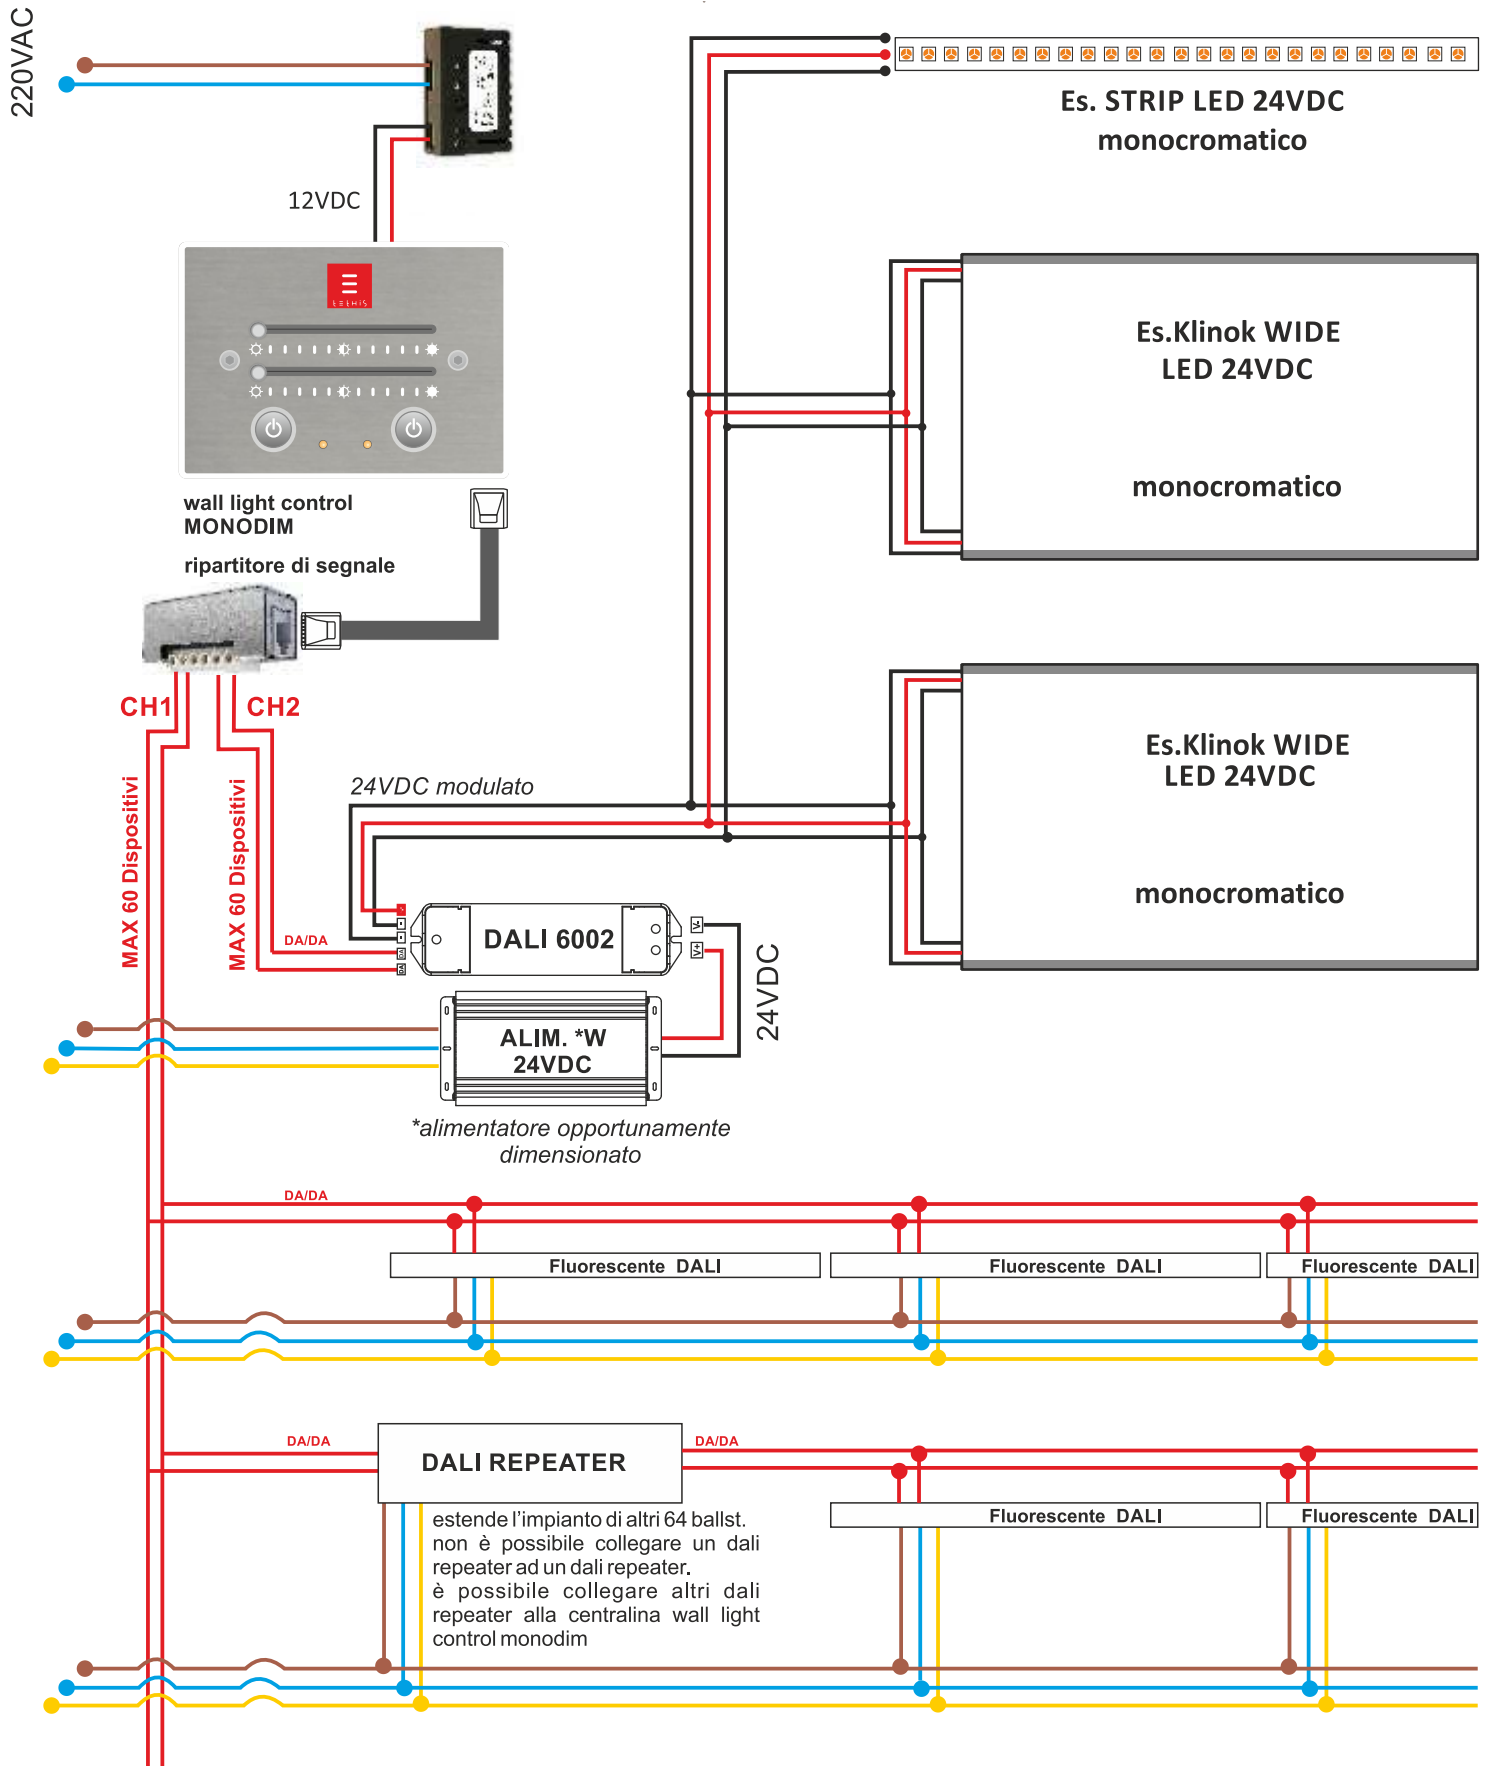 220VAC
12VDC
Es. STRIP LED 24VDC
monocromatico
Es.Klinok WIDE
LED 24VDC
monocromatico
wall light control
MONODIM
ripartitore di segnale
CH1
CH2
MAX 60 Dispositivi
MAX 60 Dispositivi
24VDC modulato
Es.Klinok WIDE
LED 24VDC
monocromatico
DA/DA
DA
DA
DALI 6002
V-
V+
24VDC
ALIM. *W
24VDC
*alimentatore opportunamente
dimensionato
DA/DA
Fluorescente DALI
Fluorescente DALI
Fluorescente DALI
DA/DA
DALI REPEATER
DA/DA
estende l'impianto di altri 64 ballst.
non è possibile collegare un dali
repeater ad un dali repeater.
è possibile collegare altri dali
repeater alla centralina wall light
control monodim
Fluorescente DALI
Fluorescente DALI